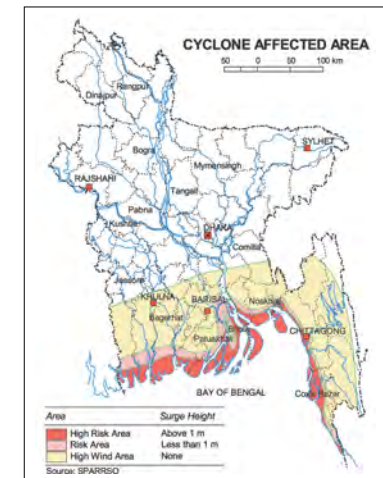 CYCLONE AFFECTED AREA
50 0 50 100 km
Rangpur
Dinajpur
Bogra
SYLHET
Mymensingh
RAJSHAHI
Tangail
Pabna
DHAKA
Kushtia
Comilla
Jessore
KHULNA
BARISAL
Noakhali
Bagerhat
Bhola
Patuakhali
CHITTAGONG
Cox's Bazar
BAY OF BENGAL
Area Surge Height
High Risk Area Above 1 m
Risk Area Less than 1 m
High Wind Area None
Source: SPARRSO